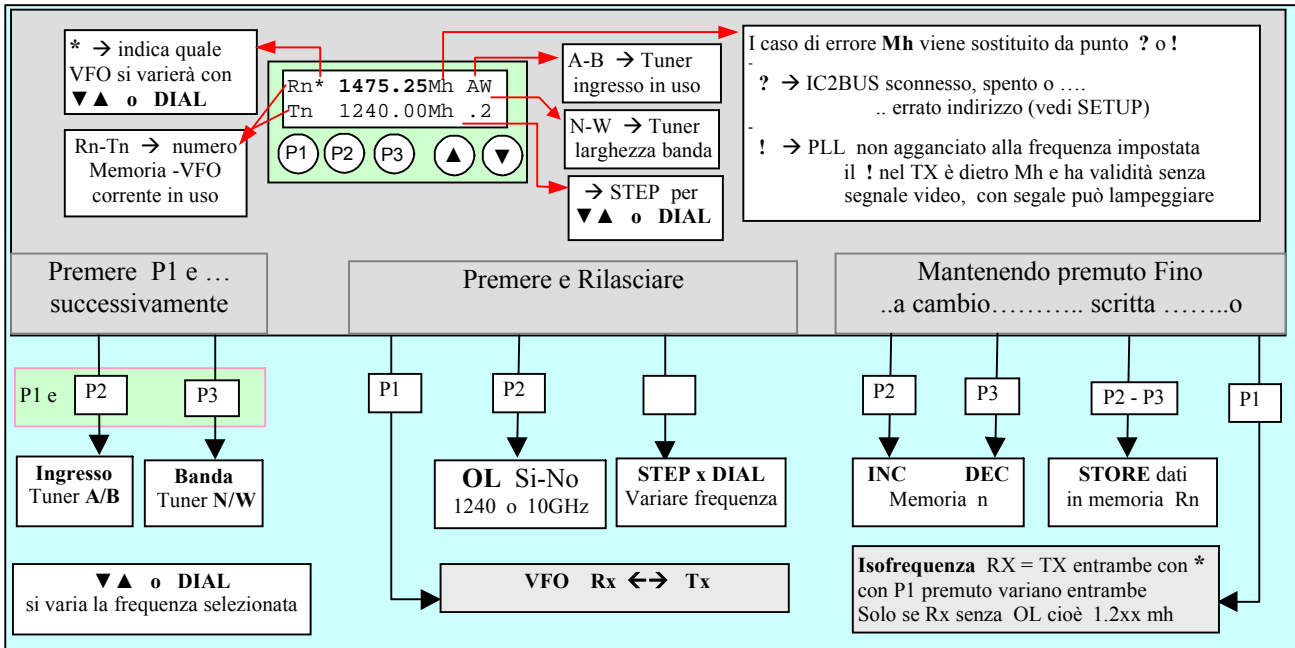 * → indica quale
VFO si varierà con
▼▲ o DIAL
Rn-Tn → numero
Memoria -VFO
corrente in uso
Rn* 1475.25Mh AW
Tn 1240.00Mh .2
P1 P2 P3 ▲ ▼
A-B → Tuner
ingresso in uso
N-W → Tuner
larghezza banda
→ STEP per
▼▲ o DIAL
I caso di errore Mh viene sostituito da punto ? o !
-
? → IC2BUS sconnesso, spento o ….
.. errato indirizzo (vedi SETUP)
-
! → PLL non agganciato alla frequenza impostata
il ! nel TX è dietro Mh e ha validità senza
segnale video, con segale può lampeggiare
Premere P1 e …
successivamente
Premere e Rilasciare
Mantenendo premuto Fino
..a cambio……….. scritta ……..o
P1 e
P2
P3
P1
P2
P2
P3
P2 - P3
P1
Ingresso
Tuner A/B
Banda
Tuner N/W
OL Si-No
1240 o 10GHz
STEP x DIAL
Variare frequenza
INC DEC
Memoria n
STORE dati
in memoria Rn
▼▲ o DIAL
si varia la frequenza selezionata
VFO Rx ←→ Tx
Isofrequenza RX = TX entrambe con *
con P1 premuto variano entrambe
Solo se Rx senza OL cioè 1.2xx mh